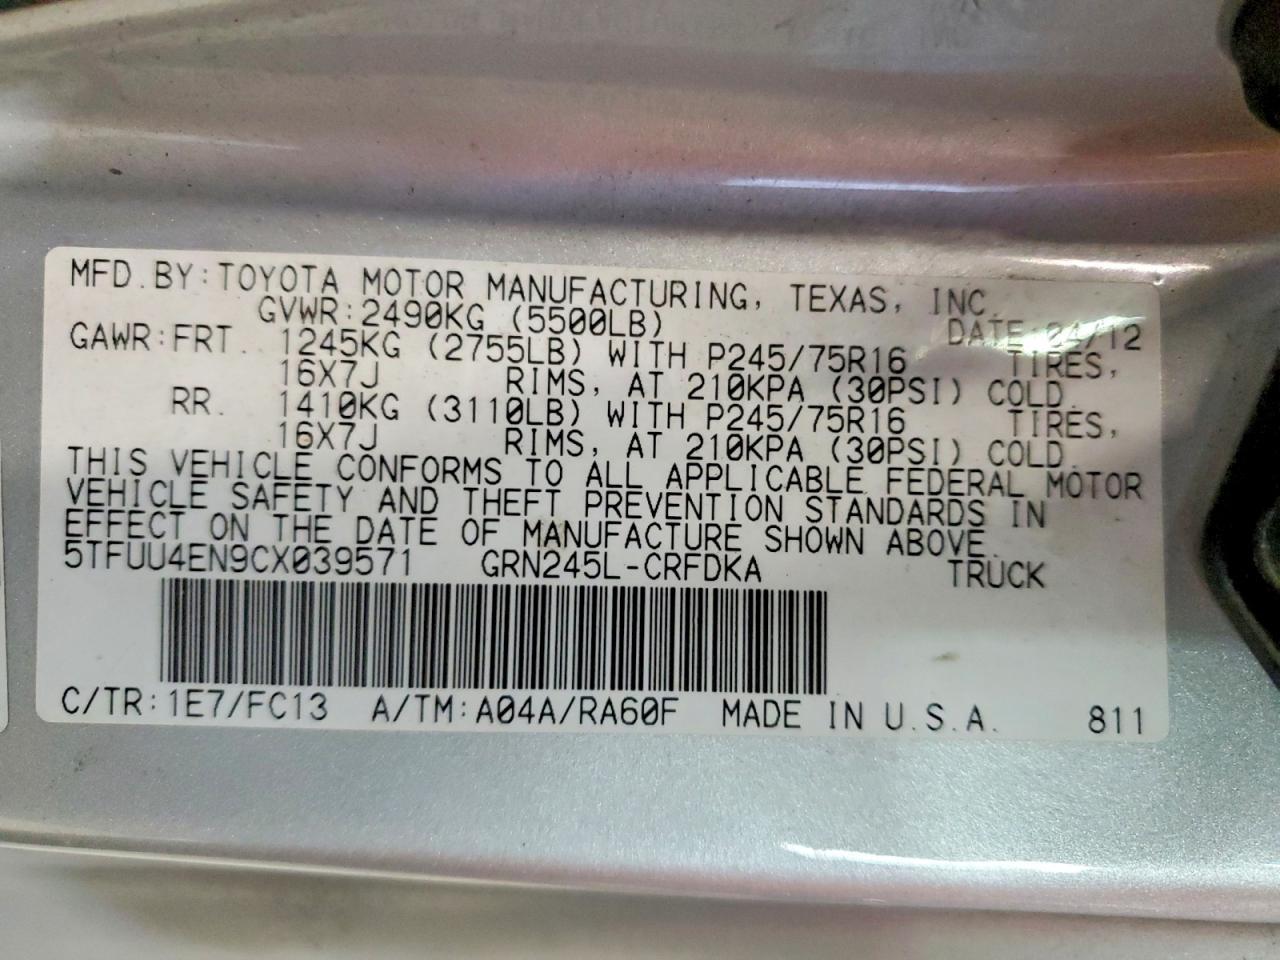 MFD. BY: TOYOTA MOTOR MANUFACTURING, TEXAS, INC.
GVWR: 2490KG (5500LB) DATE: 04/12
GAWR: FRT. 1245KG (2755LB) WITH P245/75R16 TIRES,
16X7J RIMS, AT 210KPA (30PSI) COLD.
RR. 1410KG (3110LB) WITH P245/75R16 TIRES,
16X7J RIMS, AT 210KPA (30PSI) COLD.
THIS VEHICLE CONFORMS TO ALL APPLICABLE FEDERAL MOTOR
VEHICLE SAFETY AND THEFT PREVENTION STANDARDS IN
EFFECT ON THE DATE OF MANUFACTURE SHOWN ABOVE.
5TFUU4EN9CX039571 GRN245L-CRFDKA TRUCK
C/TR: 1E7/FC13 A/TM: A04A/RA60F MADE IN U.S.A. 811